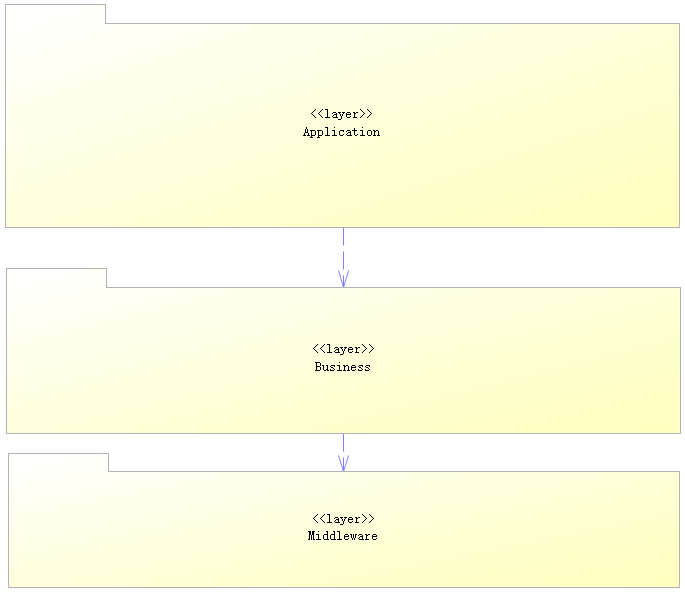 <<layer>>
Application
<<layer>>
Business
<<layer>>
Middleware